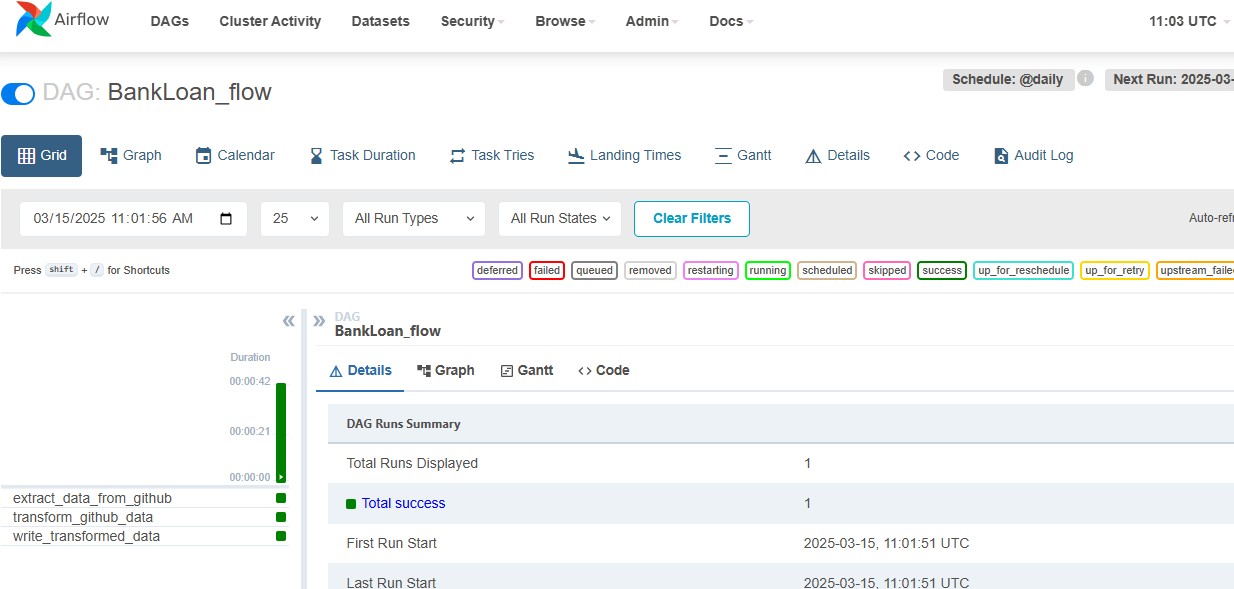 Airflow DAGs Cluster Activity Datasets Security Browse Admin Docs 11:03 UTC
DAG: BankLoan_flow Schedule: @daily i Next Run: 2025-03-
Grid Graph Calendar Task Duration Task Tries Landing Times Gantt Details Code Audit Log
03/15/2025 11:01:56 AM 25 All Run Types All Run States Clear Filters Auto-refr
Press shift + / for Shortcuts deferred failed queued removed restarting running scheduled skipped success up_for_reschedule up_for_retry upstream_faile
DAG
BankLoan_flow
Duration
00:00:42
00:00:21
00:00:00
extract_data_from_github
transform_github_data
write_transformed_data
Details Graph Gantt Code
DAG Runs Summary
Total Runs Displayed 1
Total success 1
First Run Start 2025-03-15, 11:01:51 UTC
Last Run Start 2025-03-15, 11:01:51 UTC